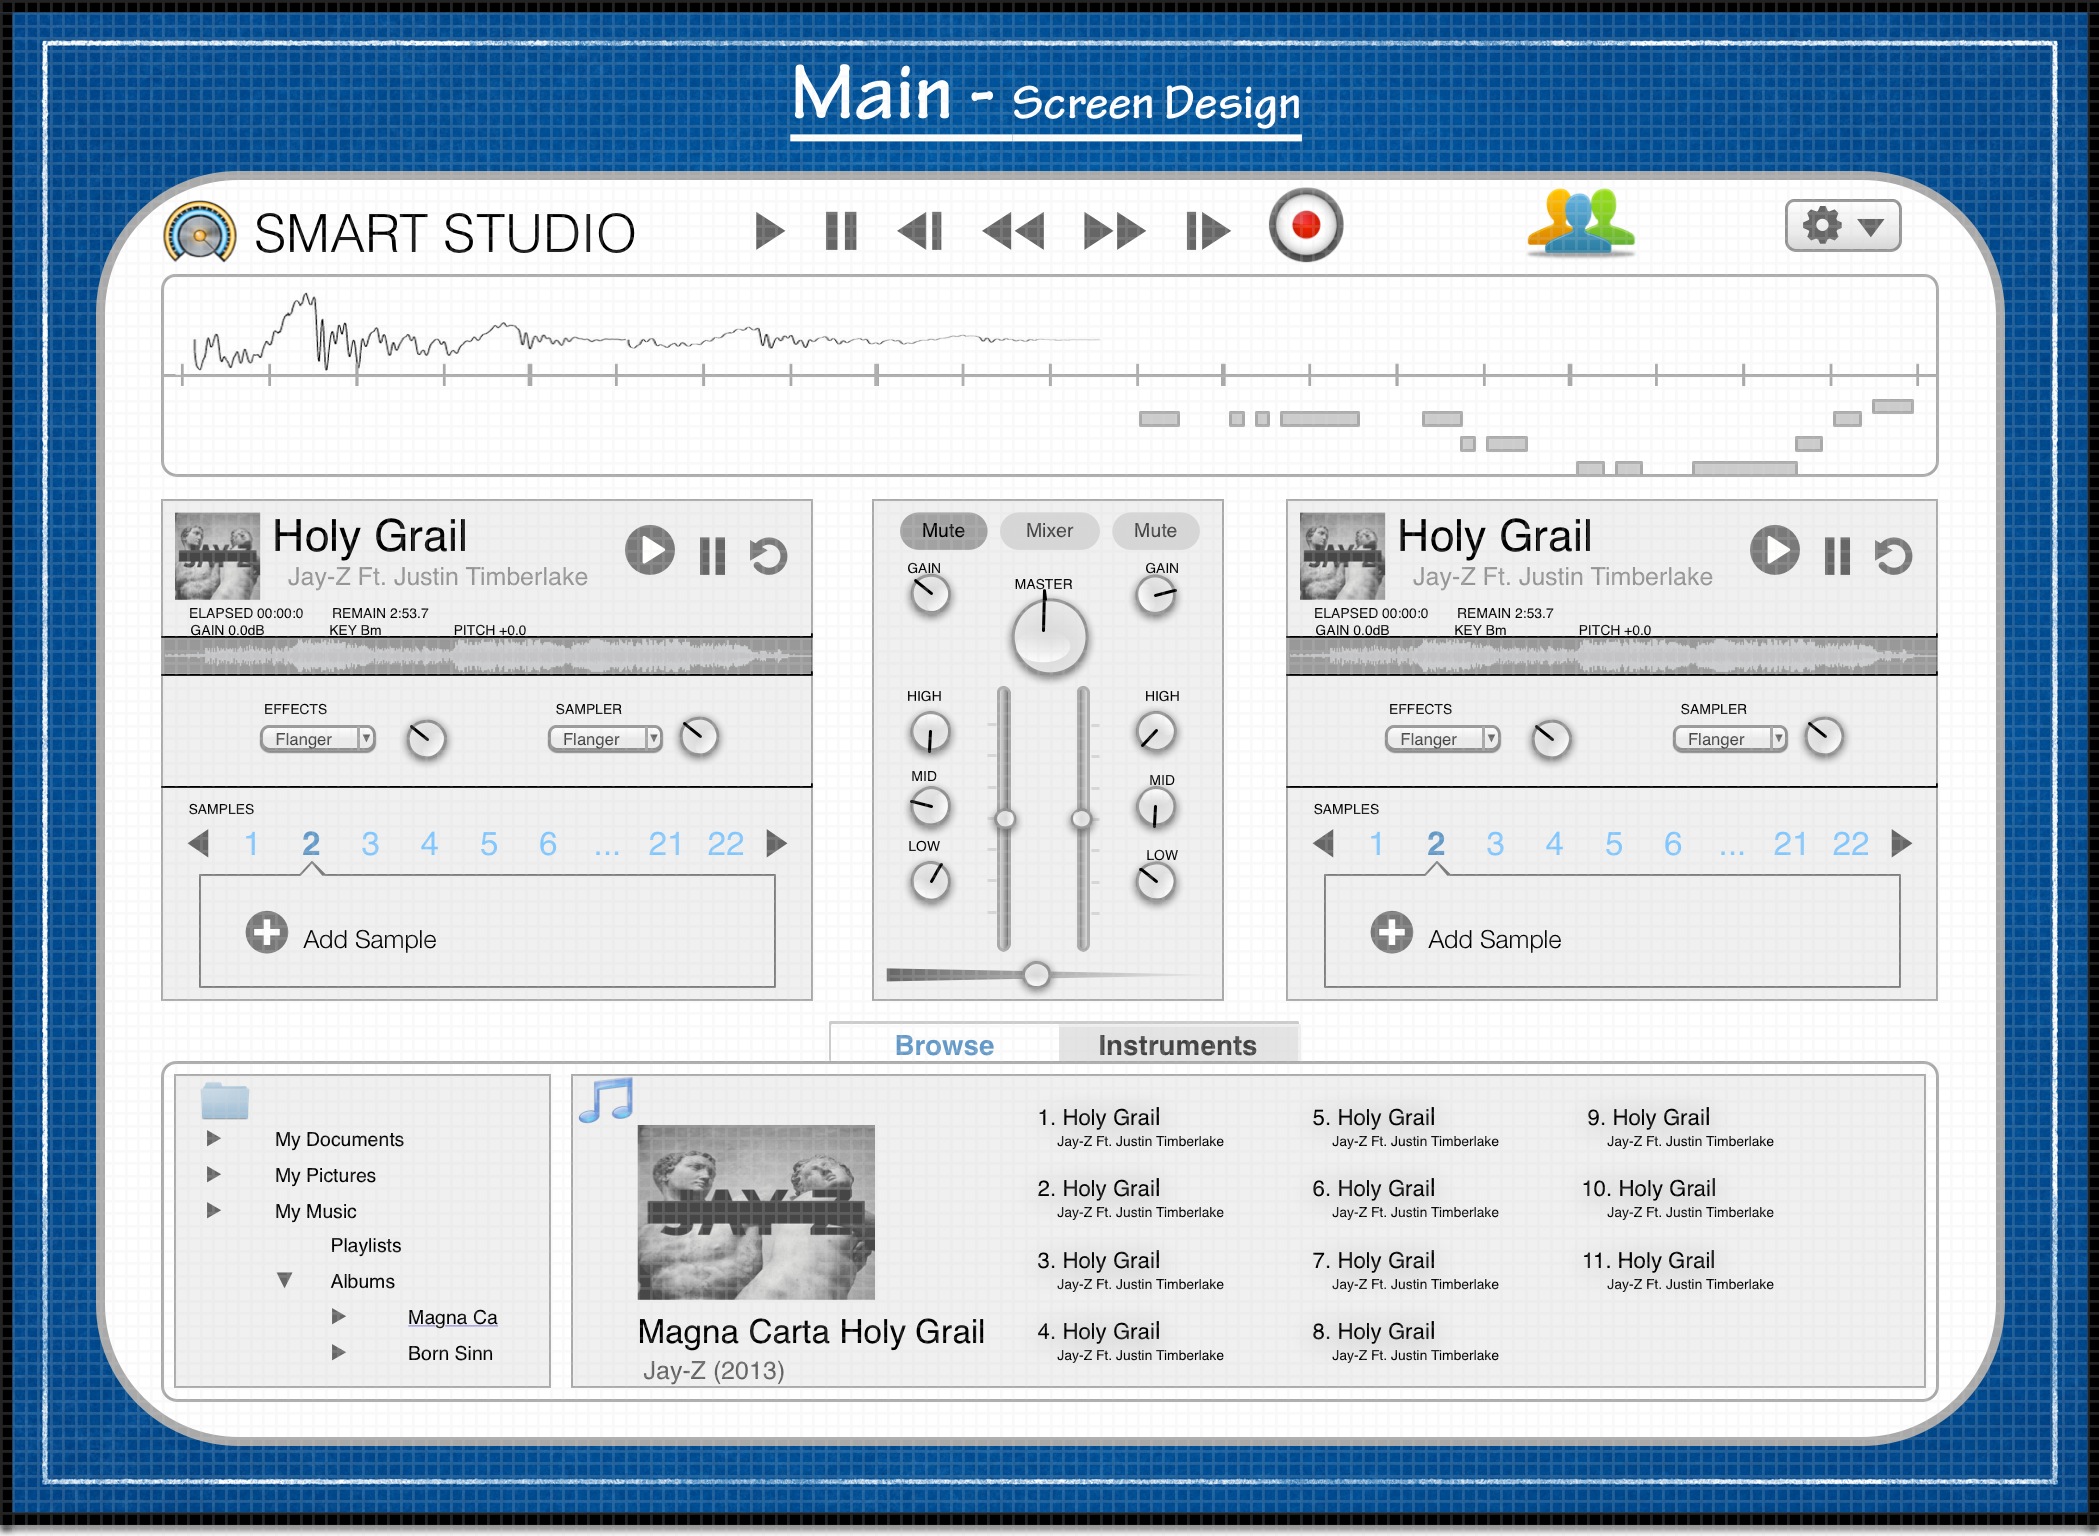 Main - Screen Design
SMART STUDIO
Holy Grail
Jay-Z Ft. Justin Timberlake
JAY-Z
ELAPSED 00:00:0 REMAIN 2:53.7
GAIN 0.0dB KEY Bm PITCH +0.0
EFFECTS SAMPLER
Flanger Flanger
SAMPLES
1 2 3 4 5 6 ... 21 22
Add Sample
Mute Mixer Mute
GAIN MASTER GAIN
HIGH HIGH
MID MID
LOW LOW
Holy Grail
Jay-Z Ft. Justin Timberlake
JAY-Z
ELAPSED 00:00:0 REMAIN 2:53.7
GAIN 0.0dB KEY Bm PITCH +0.0
EFFECTS SAMPLER
Flanger Flanger
SAMPLES
1 2 3 4 5 6 ... 21 22
Add Sample
Browse Instruments
My Documents
My Pictures
My Music
Playlists
Albums
Magna Ca
Born Sinn
JAY-Z
Magna Carta Holy Grail
Jay-Z (2013)
1. Holy Grail
Jay-Z Ft. Justin Timberlake
2. Holy Grail
Jay-Z Ft. Justin Timberlake
3. Holy Grail
Jay-Z Ft. Justin Timberlake
4. Holy Grail
Jay-Z Ft. Justin Timberlake
5. Holy Grail
Jay-Z Ft. Justin Timberlake
6. Holy Grail
Jay-Z Ft. Justin Timberlake
7. Holy Grail
Jay-Z Ft. Justin Timberlake
8. Holy Grail
Jay-Z Ft. Justin Timberlake
9. Holy Grail
Jay-Z Ft. Justin Timberlake
10. Holy Grail
Jay-Z Ft. Justin Timberlake
11. Holy Grail
Jay-Z Ft. Justin Timberlake